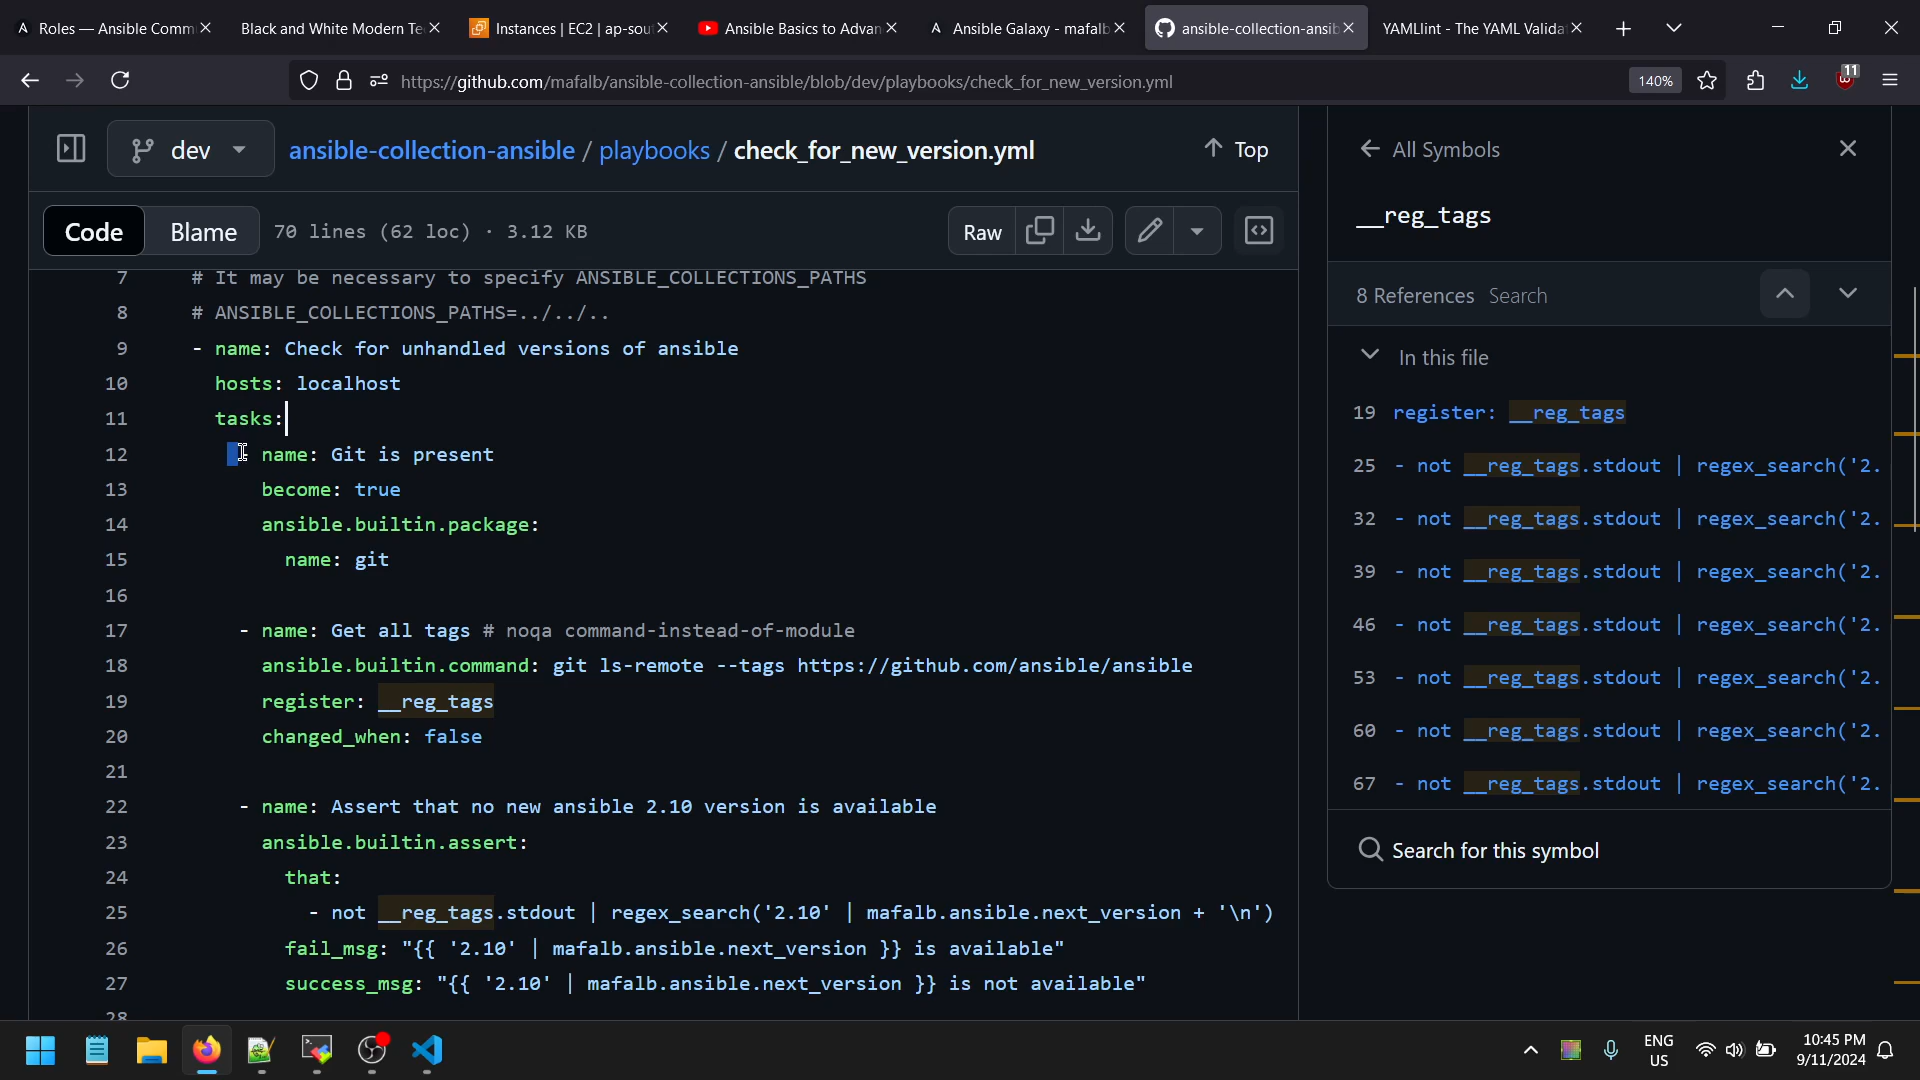 Roles — Ansible Comm
Black and White Modern Te
Instances | EC2 | ap-sou
Ansible Basics to Advan
Ansible Galaxy - mafalb
ansible-collection-ansib
YAMLlint - The YAML Valida
https://github.com/mafalb/ansible-collection-ansible/blob/dev/playbooks/check_for_new_version.yml
140%
11
dev
ansible-collection-ansible / playbooks / check_for_new_version.yml
Top
Code
Blame
70 lines (62 loc) · 3.12 KB
Raw
7 # It may be necessary to specify ANSIBLE_COLLECTIONS_PATHS
8 # ANSIBLE_COLLECTIONS_PATHS=../../..
9 - name: Check for unhandled versions of ansible
10 hosts: localhost
11 tasks:
12 name: Git is present
13 become: true
14 ansible.builtin.package:
15 name: git
16
17 - name: Get all tags # noqa command-instead-of-module
18 ansible.builtin.command: git ls-remote --tags https://github.com/ansible/ansible
19 register: __reg_tags
20 changed_when: false
21
22 - name: Assert that no new ansible 2.10 version is available
23 ansible.builtin.assert:
24 that:
25 - not __reg_tags.stdout | regex_search('2.10' | mafalb.ansible.next_version + '\n')
26 fail_msg: "{{ '2.10' | mafalb.ansible.next_version }} is available"
27 success_msg: "{{ '2.10' | mafalb.ansible.next_version }} is not available"
28
All Symbols
__reg_tags
8 References Search
In this file
19 register: __reg_tags
25 - not __reg_tags.stdout | regex_search('2.
32 - not __reg_tags.stdout | regex_search('2.
39 - not __reg_tags.stdout | regex_search('2.
46 - not __reg_tags.stdout | regex_search('2.
53 - not __reg_tags.stdout | regex_search('2.
60 - not __reg_tags.stdout | regex_search('2.
67 - not __reg_tags.stdout | regex_search('2.
Search for this symbol
ENG
US
10:45 PM
9/11/2024